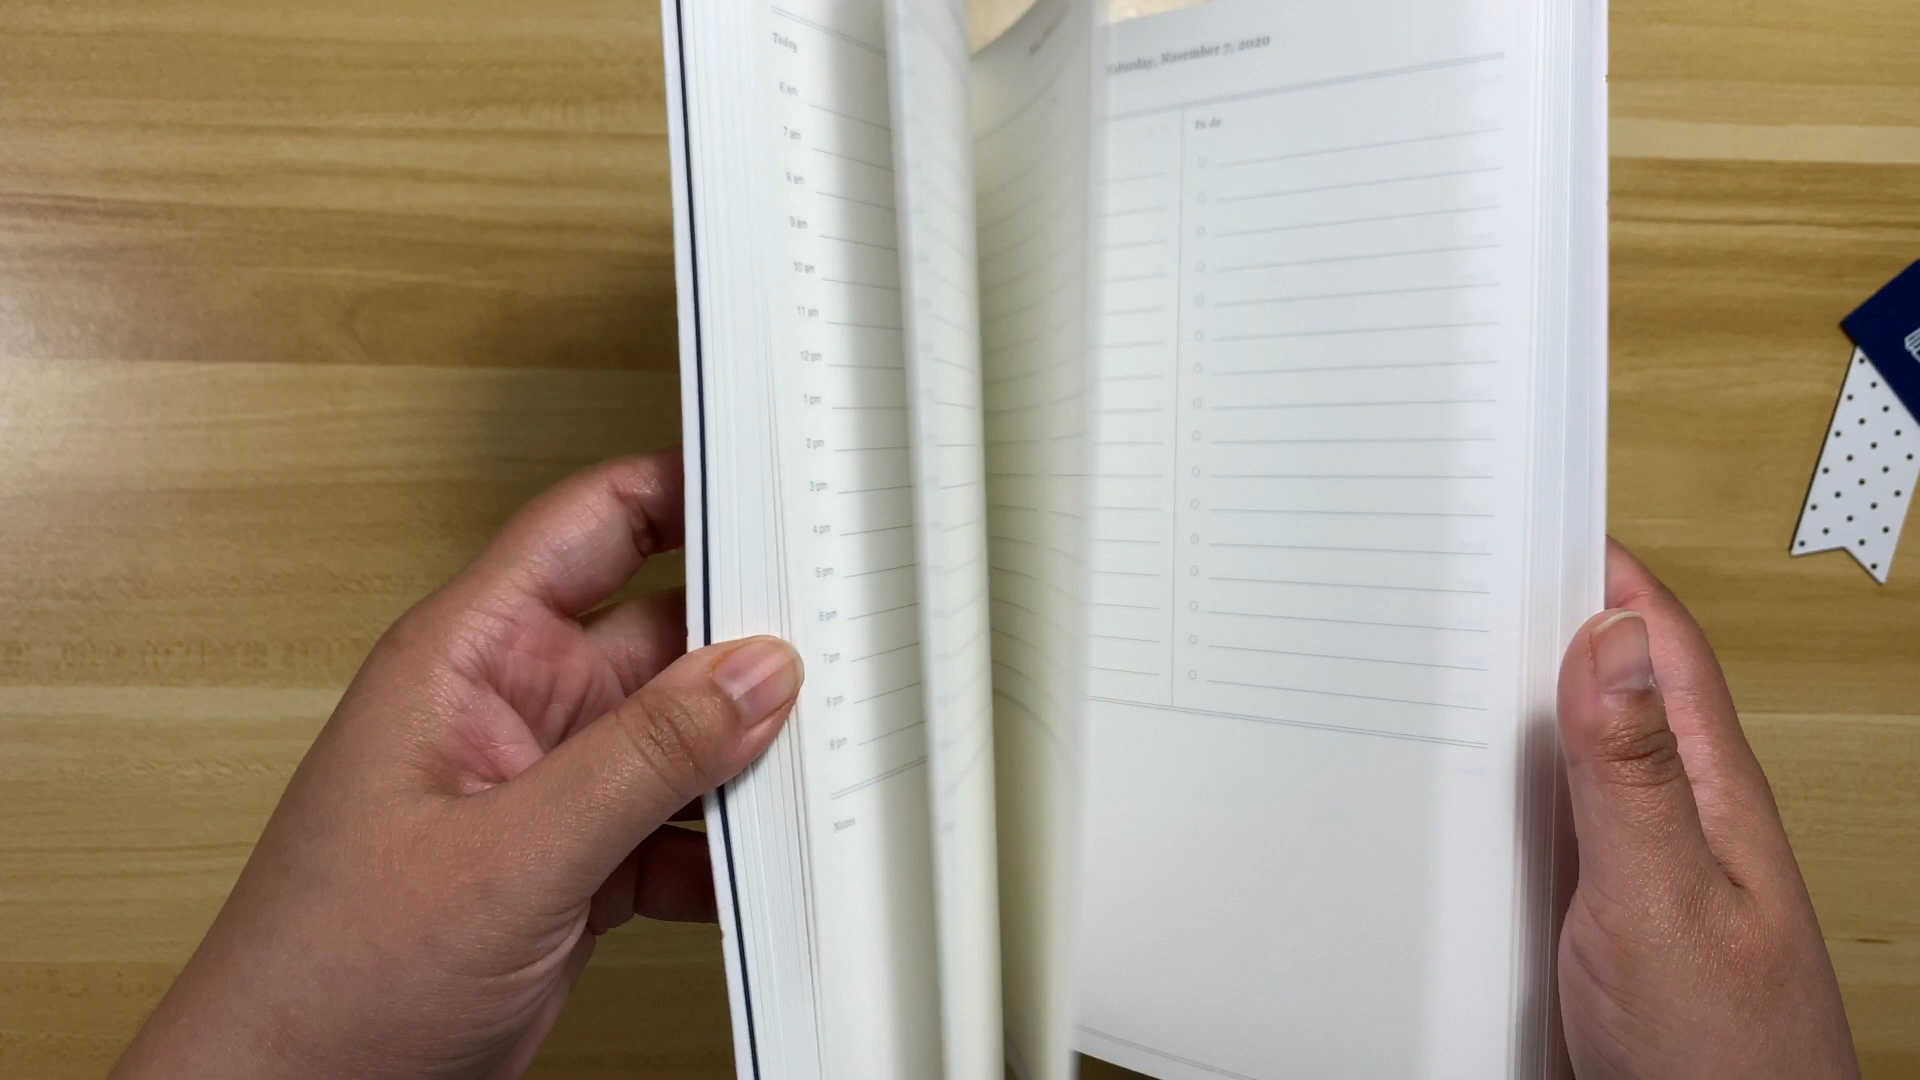 Today
6 am
7 am
8 am
9 am
10 am
11 am
12 pm
1 pm
2 pm
3 pm
4 pm
5 pm
6 pm
7 pm
8 pm
9 pm
Notes
Saturday, November 7, 2020
To do